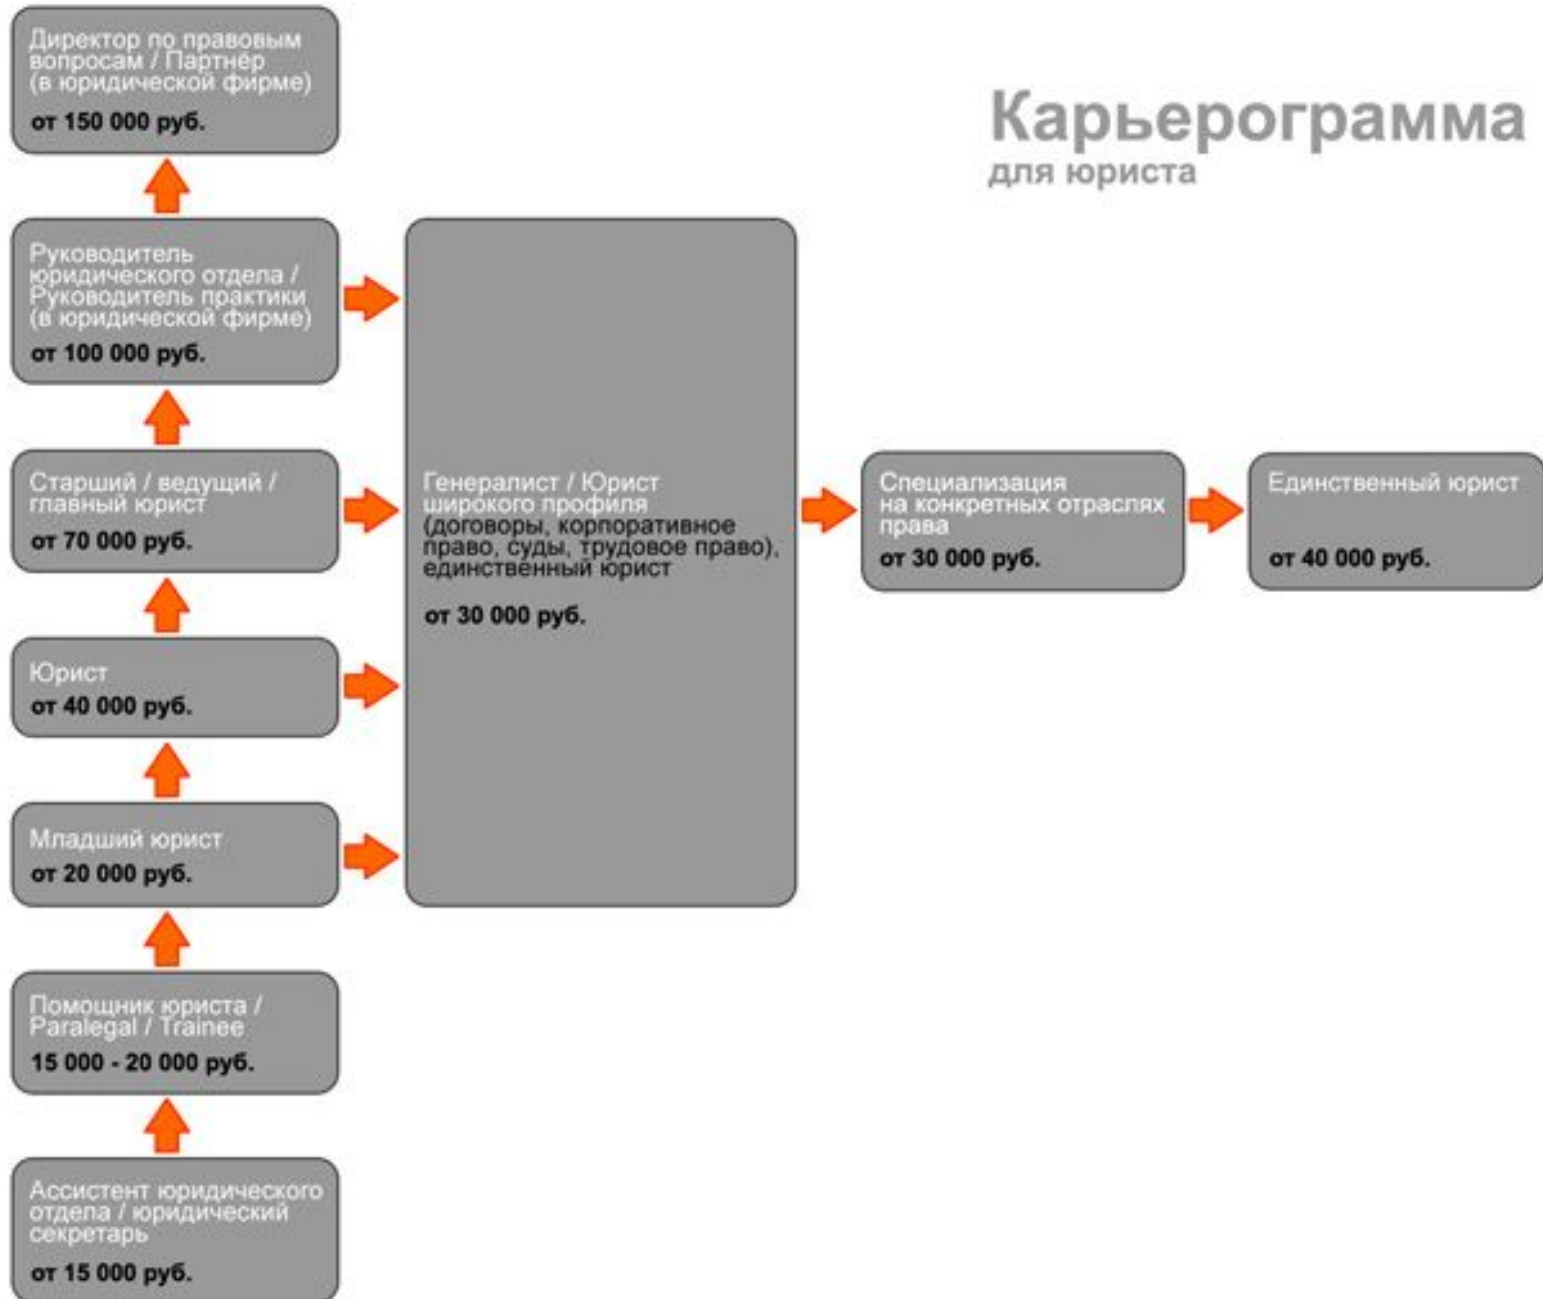 Карьерограмма
для юриста
Директор по правовым
вопросам / Партнёр
(в юридической фирме)
от 150 000 руб.
Руководитель
юридического отдела /
Руководитель практики
(в юридической фирме)
от 100 000 руб.
Старший / ведущий /
главный юрист
от 70 000 руб.
Юрист
от 40 000 руб.
Младший юрист
от 20 000 руб.
Помощник юриста /
Paralegal / Trainee
15 000 - 20 000 руб.
Ассистент юридического
отдела / юридический
секретарь
от 15 000 руб.
Генералист / Юрист
широкого профиля
(договоры, корпоративное
право, суды, трудовое право),
единственный юрист
от 30 000 руб.
Специализация
на конкретных отраслях
права
от 30 000 руб.
Единственный юрист
от 40 000 руб.